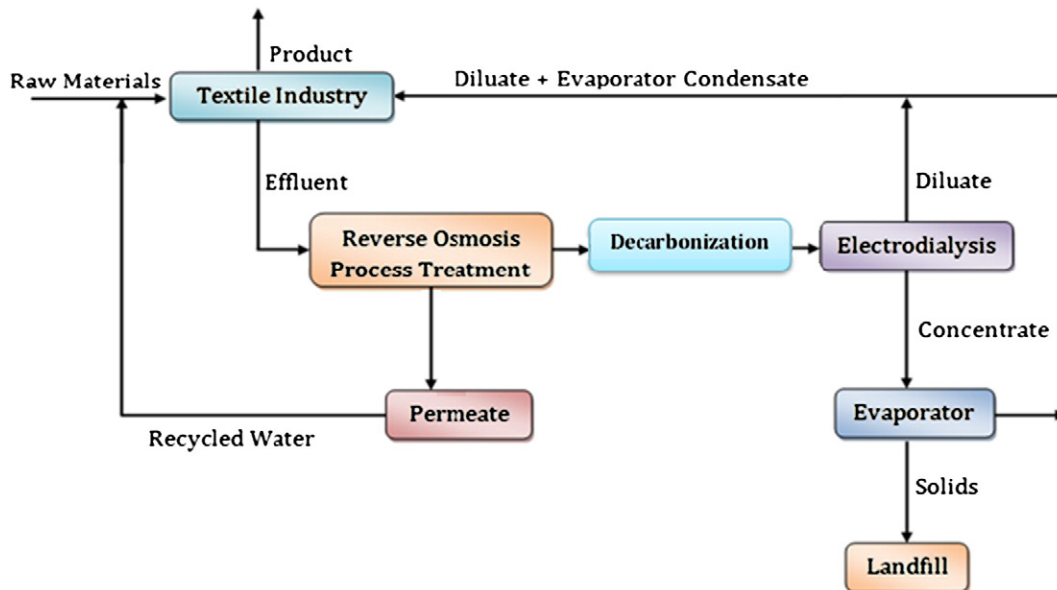 Product
Raw Materials
Textile Industry
Diluate + Evaporator Condensate
Effluent
Diluate
Reverse Osmosis
Process Treatment
Decarbonization
Electrodialysis
Concentrate
Permeate
Evaporator
Recycled Water
Solids
Landfill